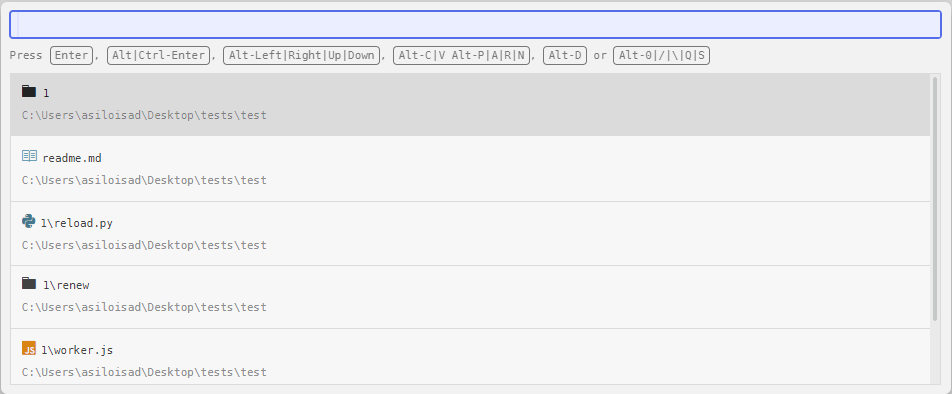 Press Enter, Alt|Ctrl-Enter, Alt-Left|Right|Up|Down, Alt-C|V Alt-P|A|R|N, Alt-D or Alt-0|/|\|Q|S
1
C:\Users\asiloisad\Desktop\tests\test
readme.md
C:\Users\asiloisad\Desktop\tests\test
1\reload.py
C:\Users\asiloisad\Desktop\tests\test
1\renew
C:\Users\asiloisad\Desktop\tests\test
JS 1\worker.js
C:\Users\asiloisad\Desktop\tests\test